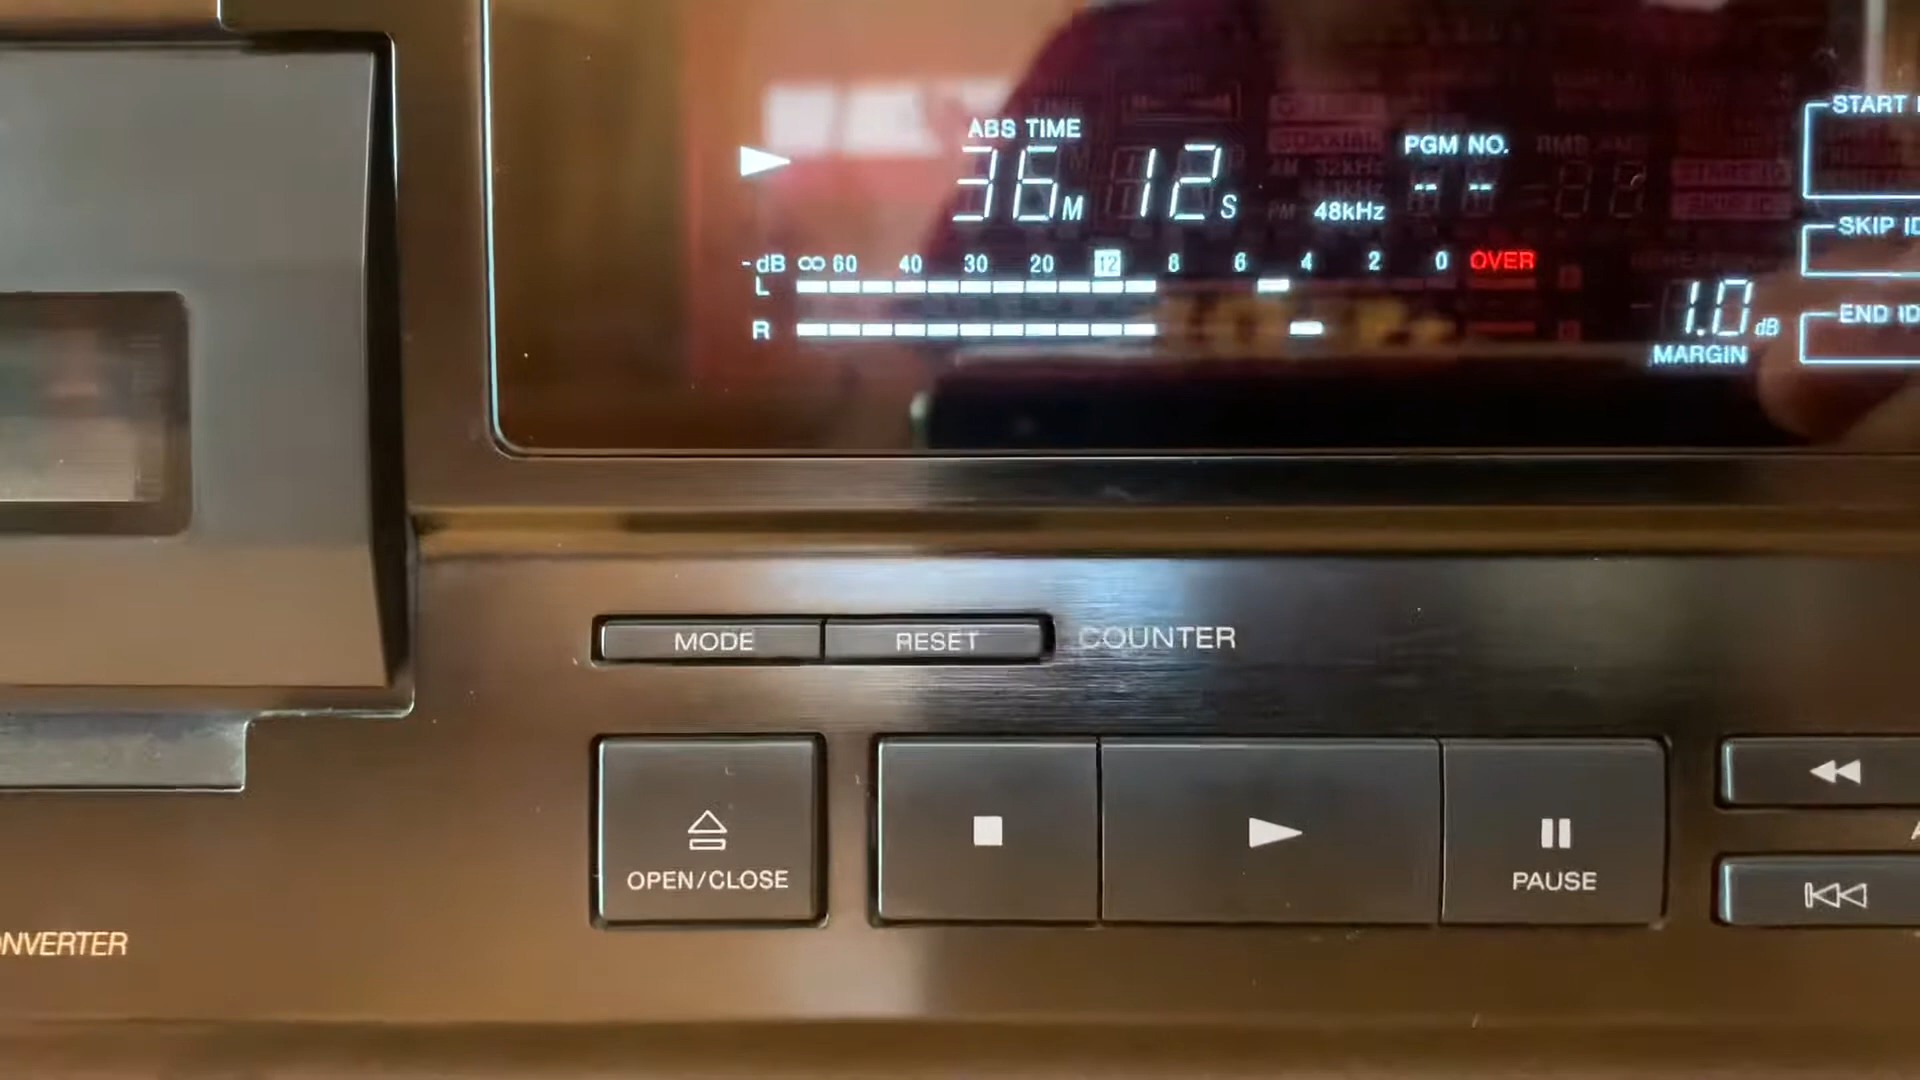 START
ABS TIME
36M 12S
PGM NO.
-- --
48kHz
SKIP ID
-dB ∞ 60 40 30 20 12 8 6 4 2 0 OVER
L
R
1.0 dB
MARGIN
END ID
MODE RESET COUNTER
OPEN/CLOSE
PAUSE